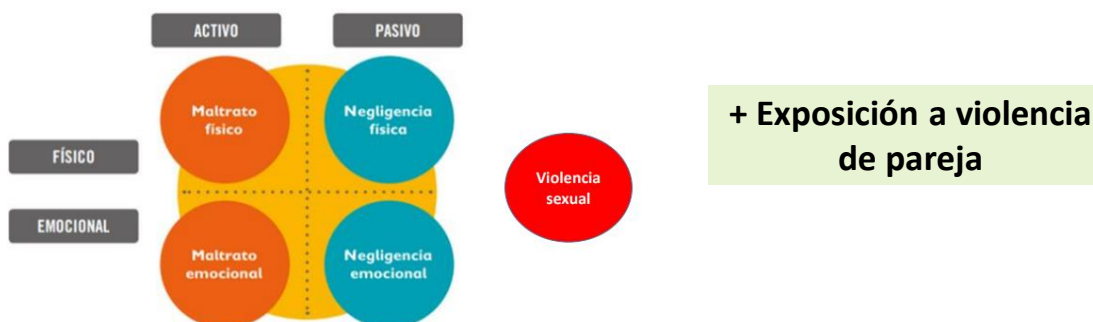 ACTIVO
PASIVO
FÍSICO
EMOCIONAL
Maltrato
físico
Negligencia
física
Maltrato
emocional
Negligencia
emocional
Violencia
sexual
+ Exposición a violencia
de pareja